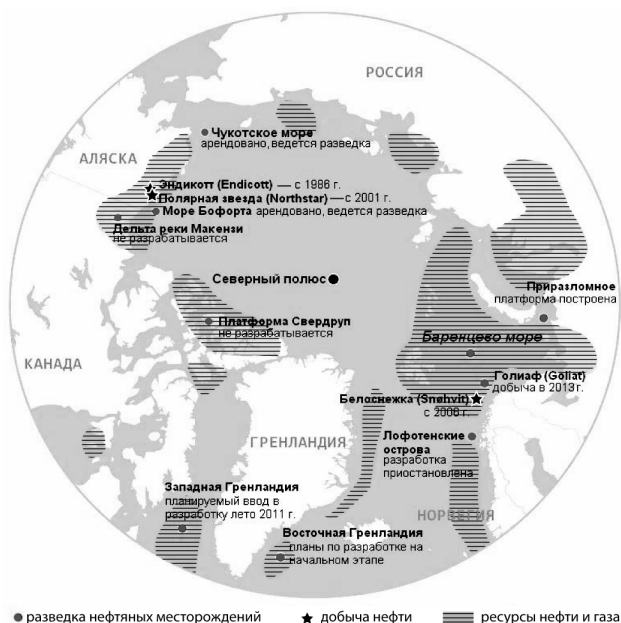 РОССИЯ
Чукотское море
арендовано, ведется разведка
АЛЯСКА
Эндикотт (Endicott) — с 1986 г.
Полярная звезда (Northstar) — с 2001 г.
Море Бофорта арендовано, ведется разведка
Дельта реки Макензи
не разрабатывается
Северный полюс
Приразломное
платформа построена
Платформа Свердруп
не разрабатывается
Баренцево море
КАНАДА
Голиаф (Goliat)
добыча в 2013 г.
Белоснежка (Snøhvit)
с 2006 г.
ГРЕНЛАНДИЯ
Лофотенские
острова
разработка
приостановлена
Западная Гренландия
планируемый ввод в
разработку лето 2011 г.
НОРВЕГИЯ
Восточная Гренландия
планы по разработке на
начальном этапе
разведка нефтяных месторождений
добыча нефти
ресурсы нефти и газа